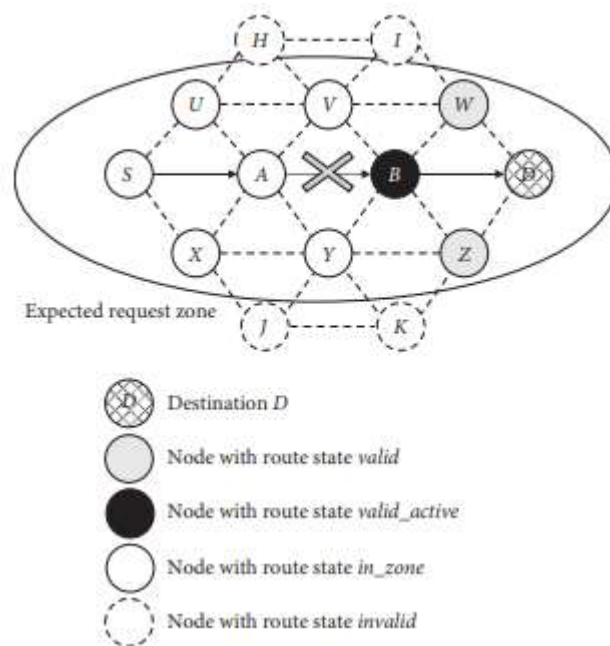 H I
U V W
S A B D
X Y Z
Expected request zone
J K
D Destination D
Node with route state valid
Node with route state valid_active
Node with route state in_zone
Node with route state invalid